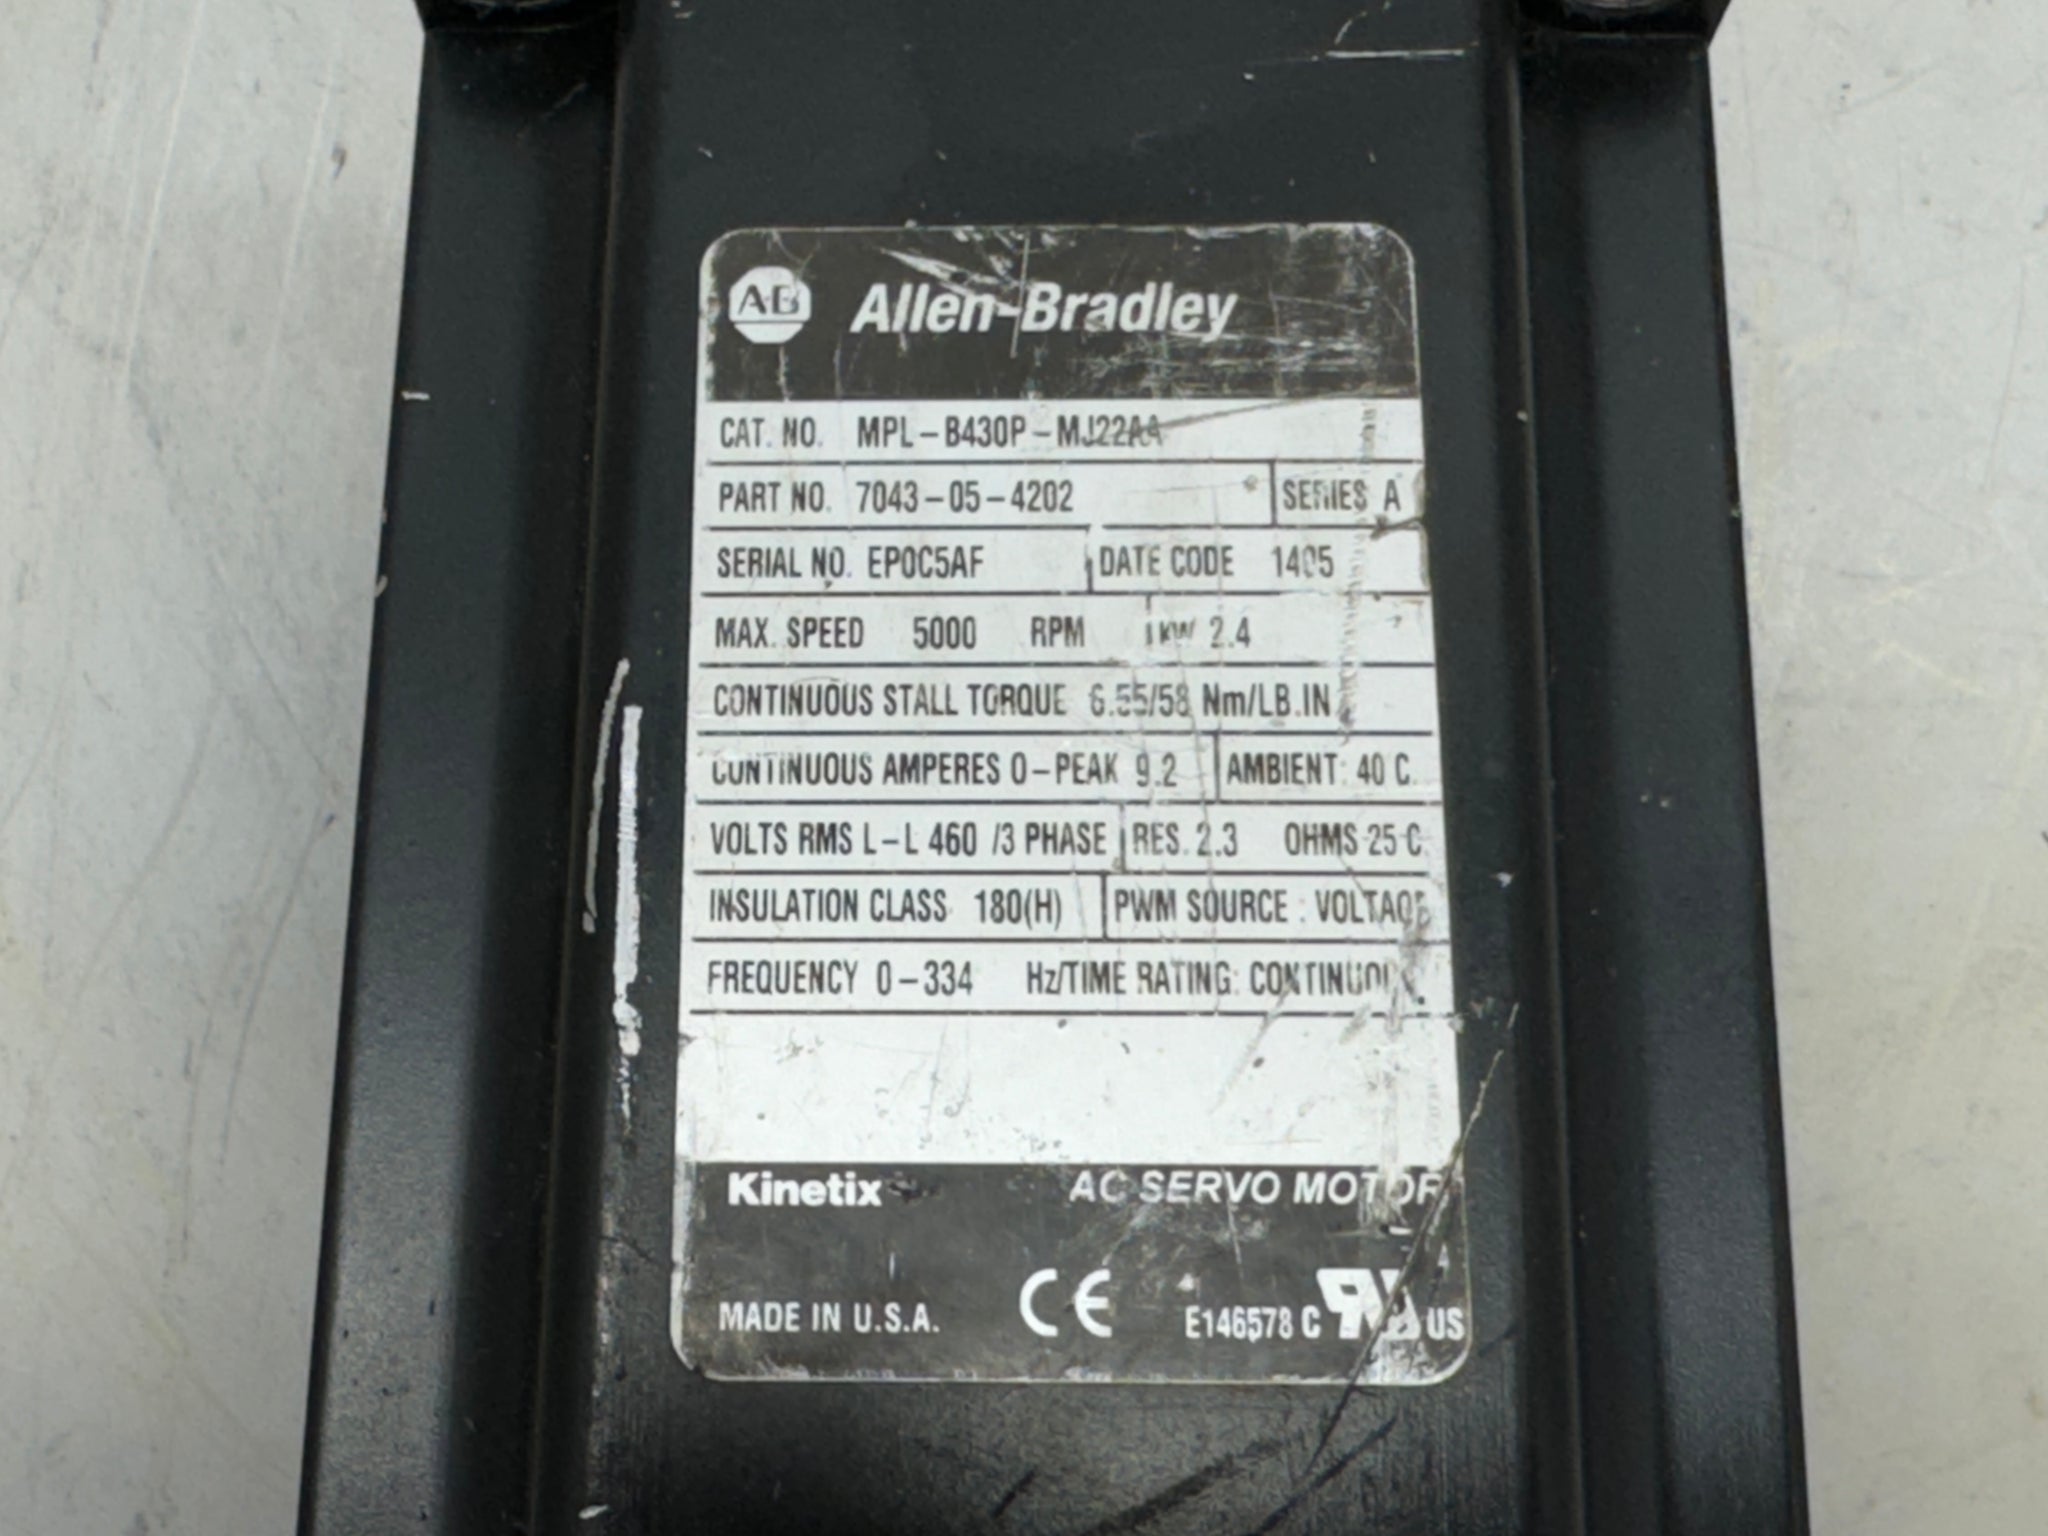 A-B Allen-Bradley
CAT. NO. MPL-B430P-MJ22AA
PART NO. 7043-05-4202 SERIES A
SERIAL NO. EP0C5AF DATE CODE 1405
MAX. SPEED 5000 RPM kW 2.4
CONTINUOUS STALL TORQUE 6.55/58 Nm/LB.IN
CONTINUOUS AMPERES 0-PEAK 9.2 AMBIENT: 40 C.
VOLTS RMS L-L 460 /3 PHASE RES. 2.3 OHMS 25 C
INSULATION CLASS 180(H) PWM SOURCE: VOLTAGE
FREQUENCY 0-334 Hz/TIME RATING: CONTINUOUS
Kinetix AC SERVO MOTOR
MADE IN U.S.A. CE E146578 C US